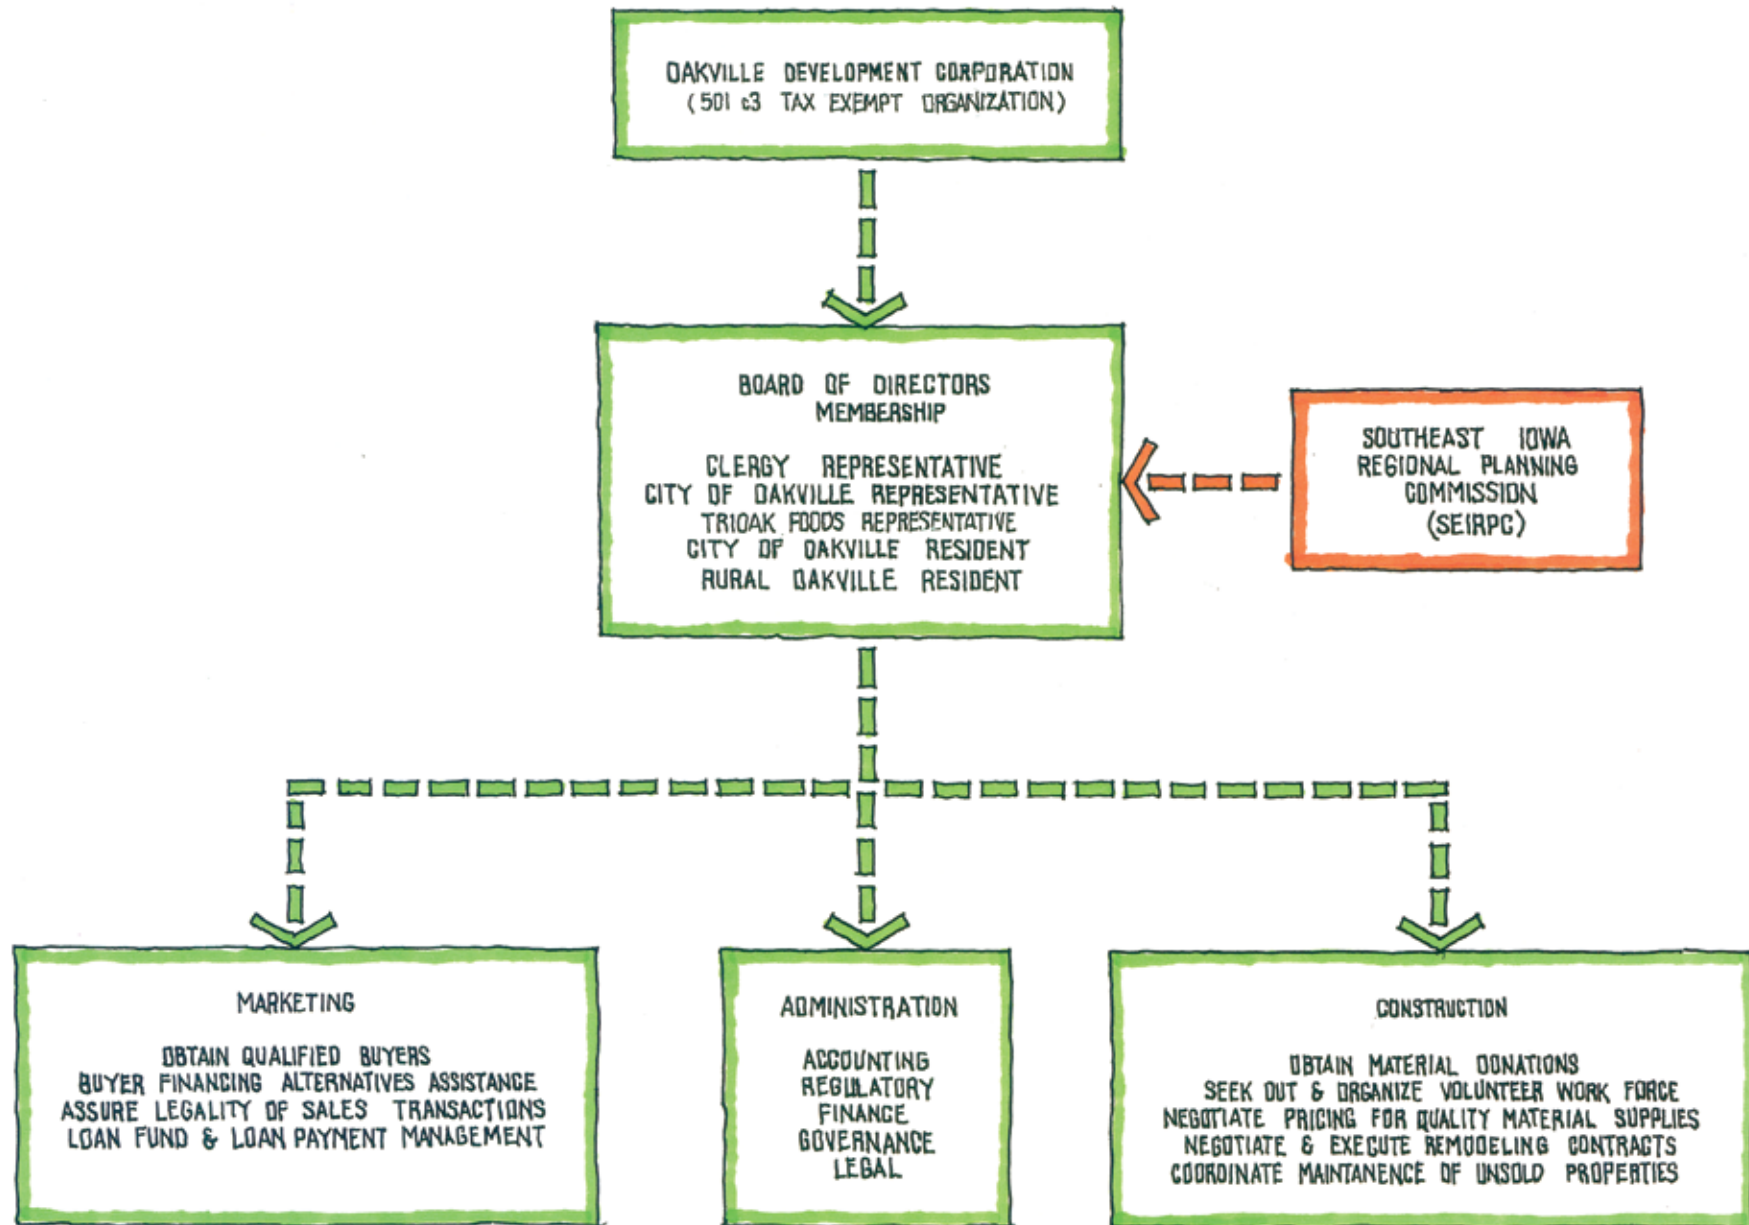 OAKVILLE DEVELOPMENT CORPORATION
(501 c3 TAX EXEMPT ORGANIZATION)
BOARD OF DIRECTORS
MEMBERSHIP
CLERGY REPRESENTATIVE
CITY OF OAKVILLE REPRESENTATIVE
TRIOAK FOODS REPRESENTATIVE
CITY OF OAKVILLE RESIDENT
RURAL OAKVILLE RESIDENT
SOUTHEAST IOWA
REGIONAL PLANNING
COMMISSION
(SEIRPC)
MARKETING
OBTAIN QUALIFIED BUYERS
BUYER FINANCING ALTERNATIVES ASSISTANCE
ASSURE LEGALITY OF SALES TRANSACTIONS
LOAN FUND & LOAN PAYMENT MANAGEMENT
ADMINISTRATION
ACCOUNTING
REGULATORY
FINANCE
GOVERNANCE
LEGAL
CONSTRUCTION
OBTAIN MATERIAL DONATIONS
SEEK OUT & ORGANIZE VOLUNTEER WORK FORCE
NEGOTIATE PRICING FOR QUALITY MATERIAL SUPPLIES
NEGOTIATE & EXECUTE REMODELING CONTRACTS
COORDINATE MAINTANENCE OF UNSOLD PROPERTIES